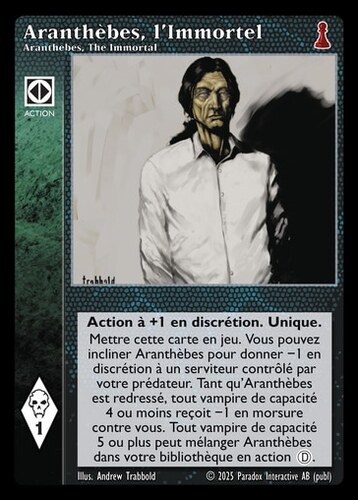 Aranthèbes, l'Immortel
Aranthebes, The Immortal
ACTION
trabbold
Action à +1 en discrétion. Unique.
Mettre cette carte en jeu. Vous pouvez
incliner Aranthèbes pour donner −1 en
discrétion à un serviteur contrôlé par
votre prédateur. Tant qu'Aranthèbes
est redressé, tout vampire de capacité
4 ou moins reçoit −1 en morsure
contre vous. Tout vampire de capacité
5 ou plus peut mélanger Aranthèbes
dans votre bibliothèque en action Ⓓ.
1
Illus. Andrew Trabbold
© 2025 Paradox Interactive AB (publ)